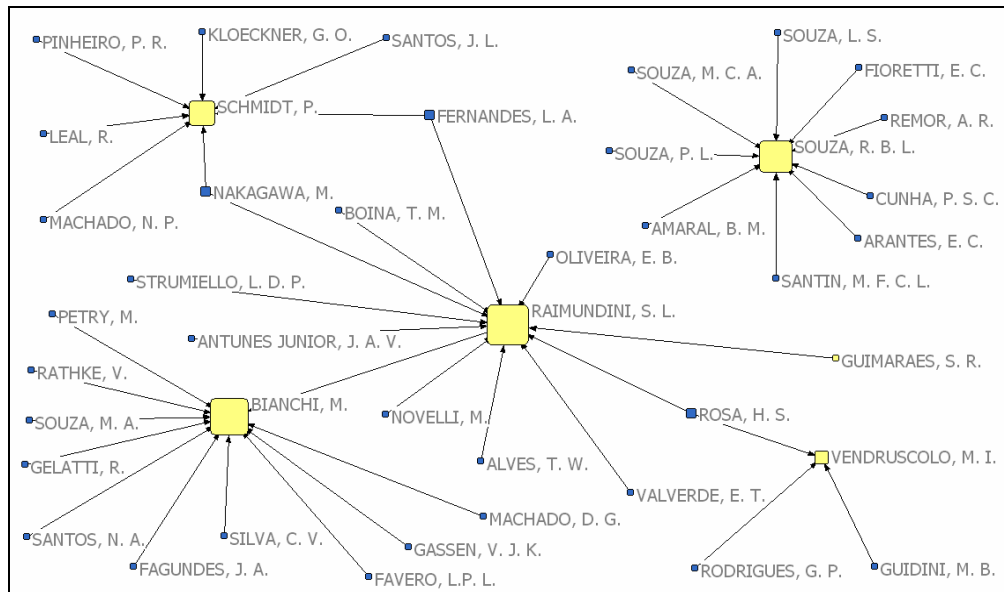 PINHEIRO, P. R.
KLOECKNER, G. O.
SANTOS, J. L.
SOUZA, L. S.
SOUZA, M. C. A.
FIORETTI, E. C.
SCHMIDT, P.
FERNANDES, L. A.
REMOR, A. R.
LEAL, R.
SOUZA, R. B. L.
SOUZA, P. L.
NAKAGAWA, M.
CUNHA, P. S. C.
MACHADO, N. P.
BOINA, T. M.
AMARAL, B. M.
ARANTES, E. C.
OLIVEIRA, E. B.
STRUMIELLO, L. D. P.
SANTIN, M. F. C. L.
PETRY, M.
RAIMUNDINI, S. L.
ANTUNES JUNIOR, J. A. V.
GUIMARAES, S. R.
RATHKE, V.
BIANCHI, M.
SOUZA, M. A.
NOVELLI, M.
ROSA, H. S.
GELATTI, R.
ALVES, T. W.
VENDRUSCOLO, M. I.
VALVERDE, E. T.
MACHADO, D. G.
SANTOS, N. A.
SILVA, C. V.
GASSEN, V. J. K.
FAGUNDES, J. A.
FAVERO, L.P. L.
RODRIGUES, G. P.
GUIDINI, M. B.